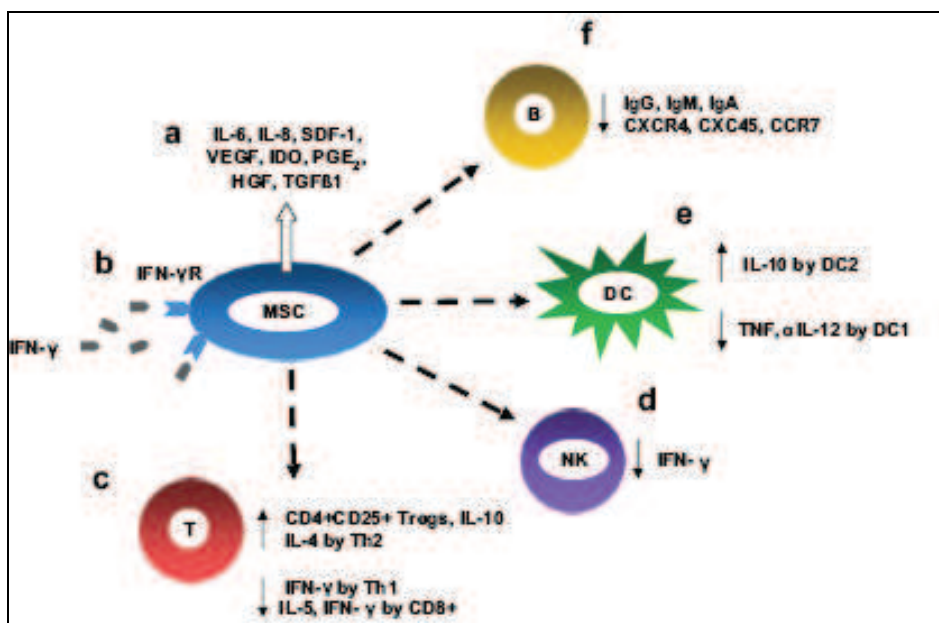 f
B
IgG, IgM, IgA
CXCR4, CXC45, CCR7
a
IL-6, IL-8, SDF-1,
VEGF, IDO, PGE2,
HGF, TGFß1
e
DC
IL-10 by DC2
TNF,α IL-12 by DC1
b
IFN-γR
MSC
IFN-γ
d
NK
IFN- γ
c
T
CD4+CD25+ Tregs, IL-10
IL-4 by Th2
IFN-γ by Th1
IL-5, IFN- γ by CD8+